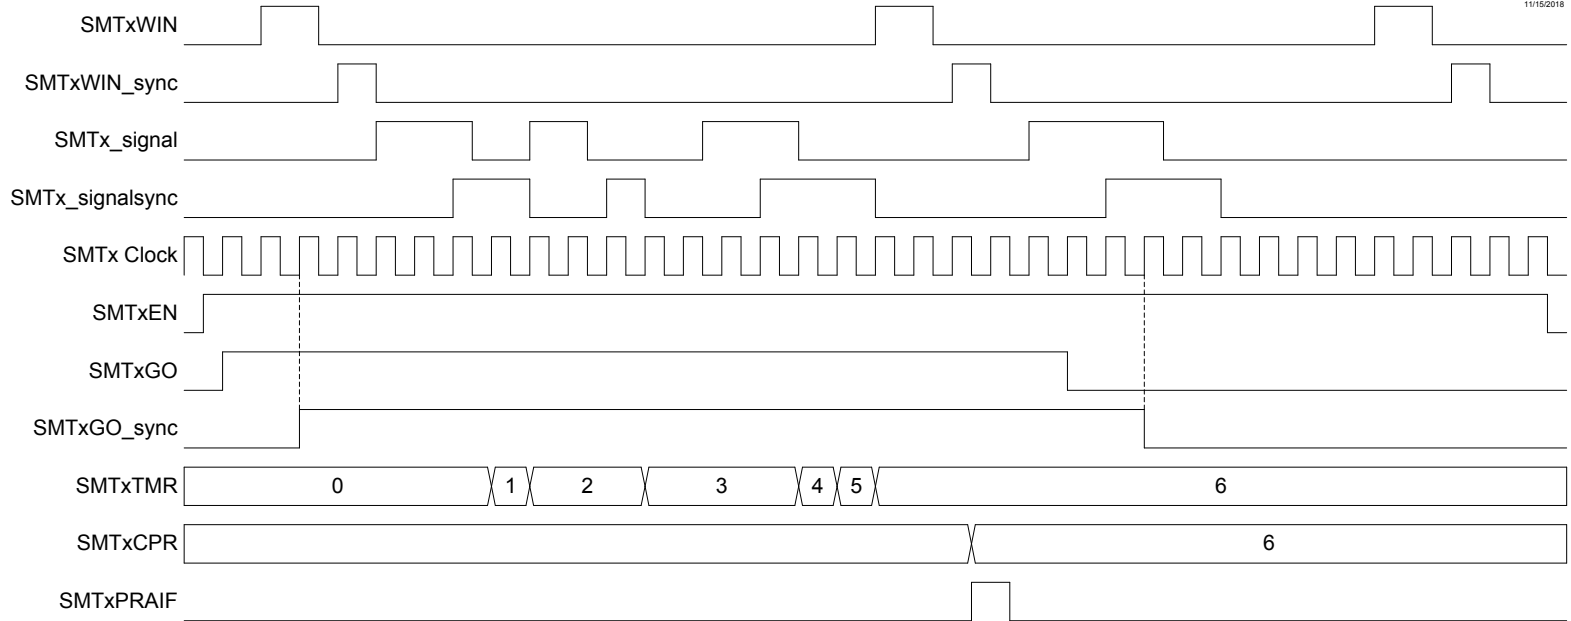 11/15/2018
SMTxWIN
SMTxWIN_sync
SMTx_signal
SMTx_signalsync
SMTx Clock
SMTxEN
SMTxGO
SMTxGO_sync
SMTxTMR 0 1 2 3 4 5 6
SMTxCPR 6
SMTxPRAIF